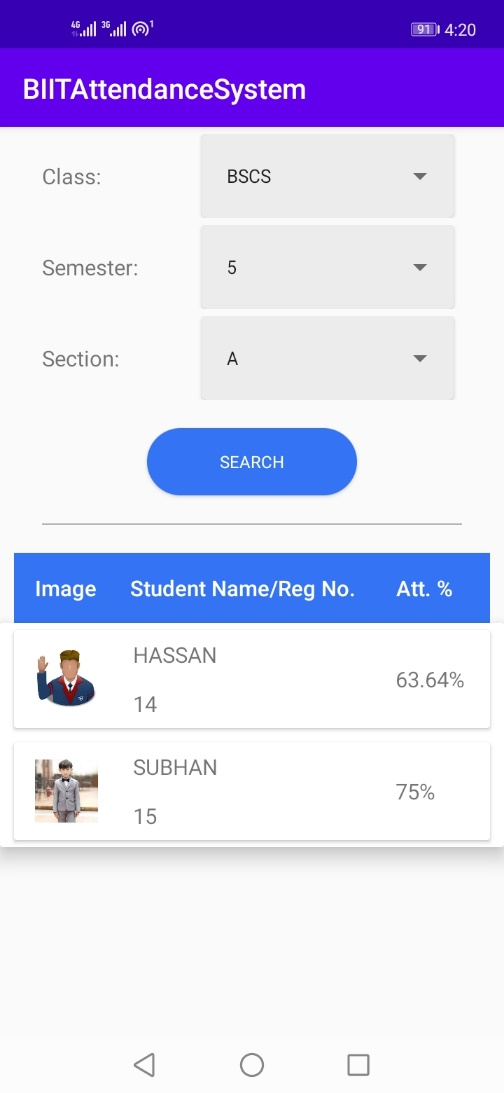 4G 3G 1 91 4:20
BIITAttendanceSystem
Class: BSCS
Semester: 5
Section: A
SEARCH
Image Student Name/Reg No. Att. %
HASSAN
14
63.64%
SUBHAN
15
75%